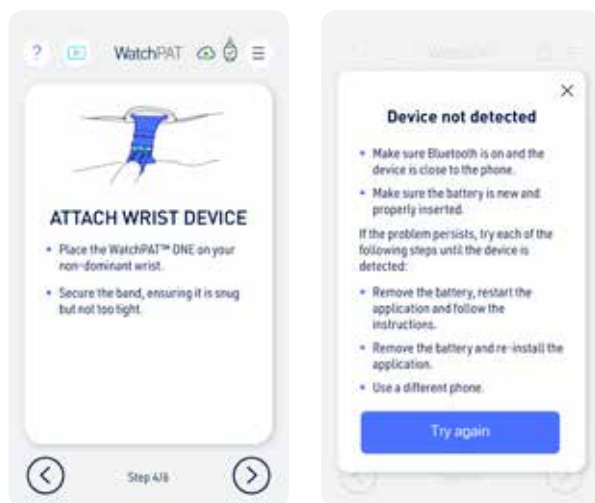 ?
WatchPAT
ATTACH WRIST DEVICE
• Place the WatchPAT™ ONE on your
non-dominant wrist.
• Secure the band, ensuring it is snug
but not too tight.
Step 4/6
Device not detected
• Make sure Bluetooth is on and the
device is close to the phone.
• Make sure the battery is new and
properly inserted.
If the problem persists, try each of the
following steps until the device is
detected:
• Remove the battery, restart the
application and follow the
instructions.
• Remove the battery and re-install the
application.
• Use a different phone.
Try again